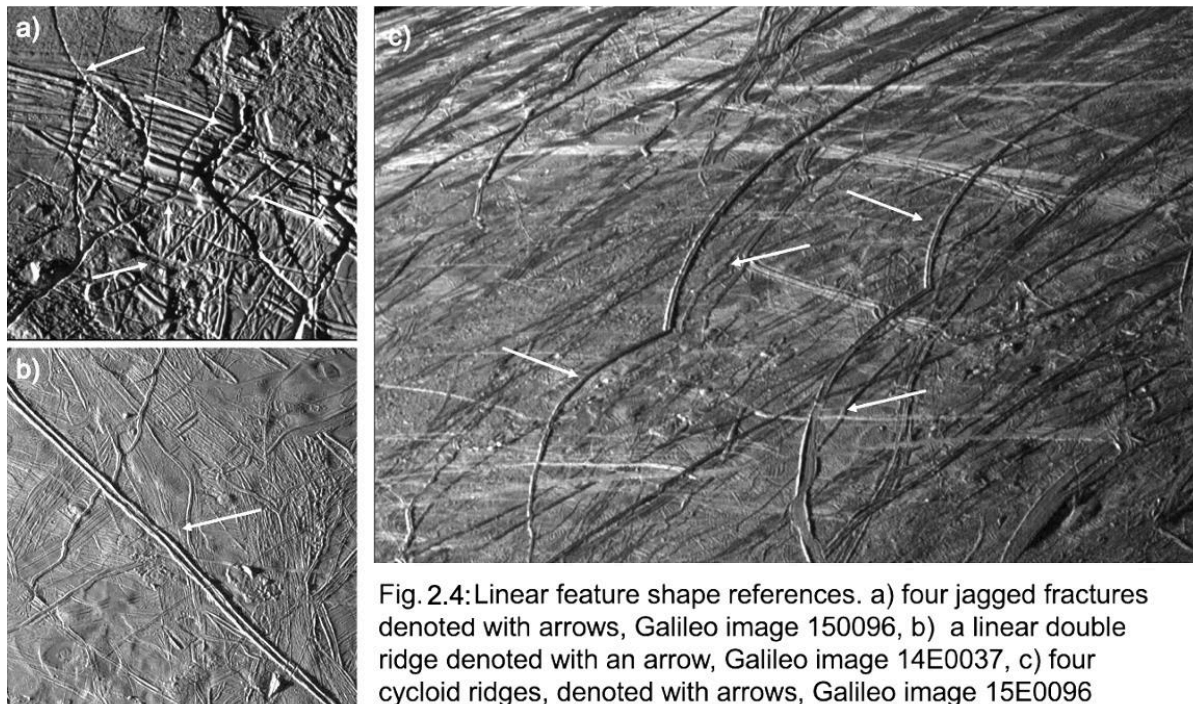 a)
b)
c)
Fig. 2.4: Linear feature shape references. a) four jagged fractures
denoted with arrows, Galileo image 150096, b) a linear double
ridge denoted with an arrow, Galileo image 14E0037, c) four
cycloid ridges, denoted with arrows, Galileo image 15E0096